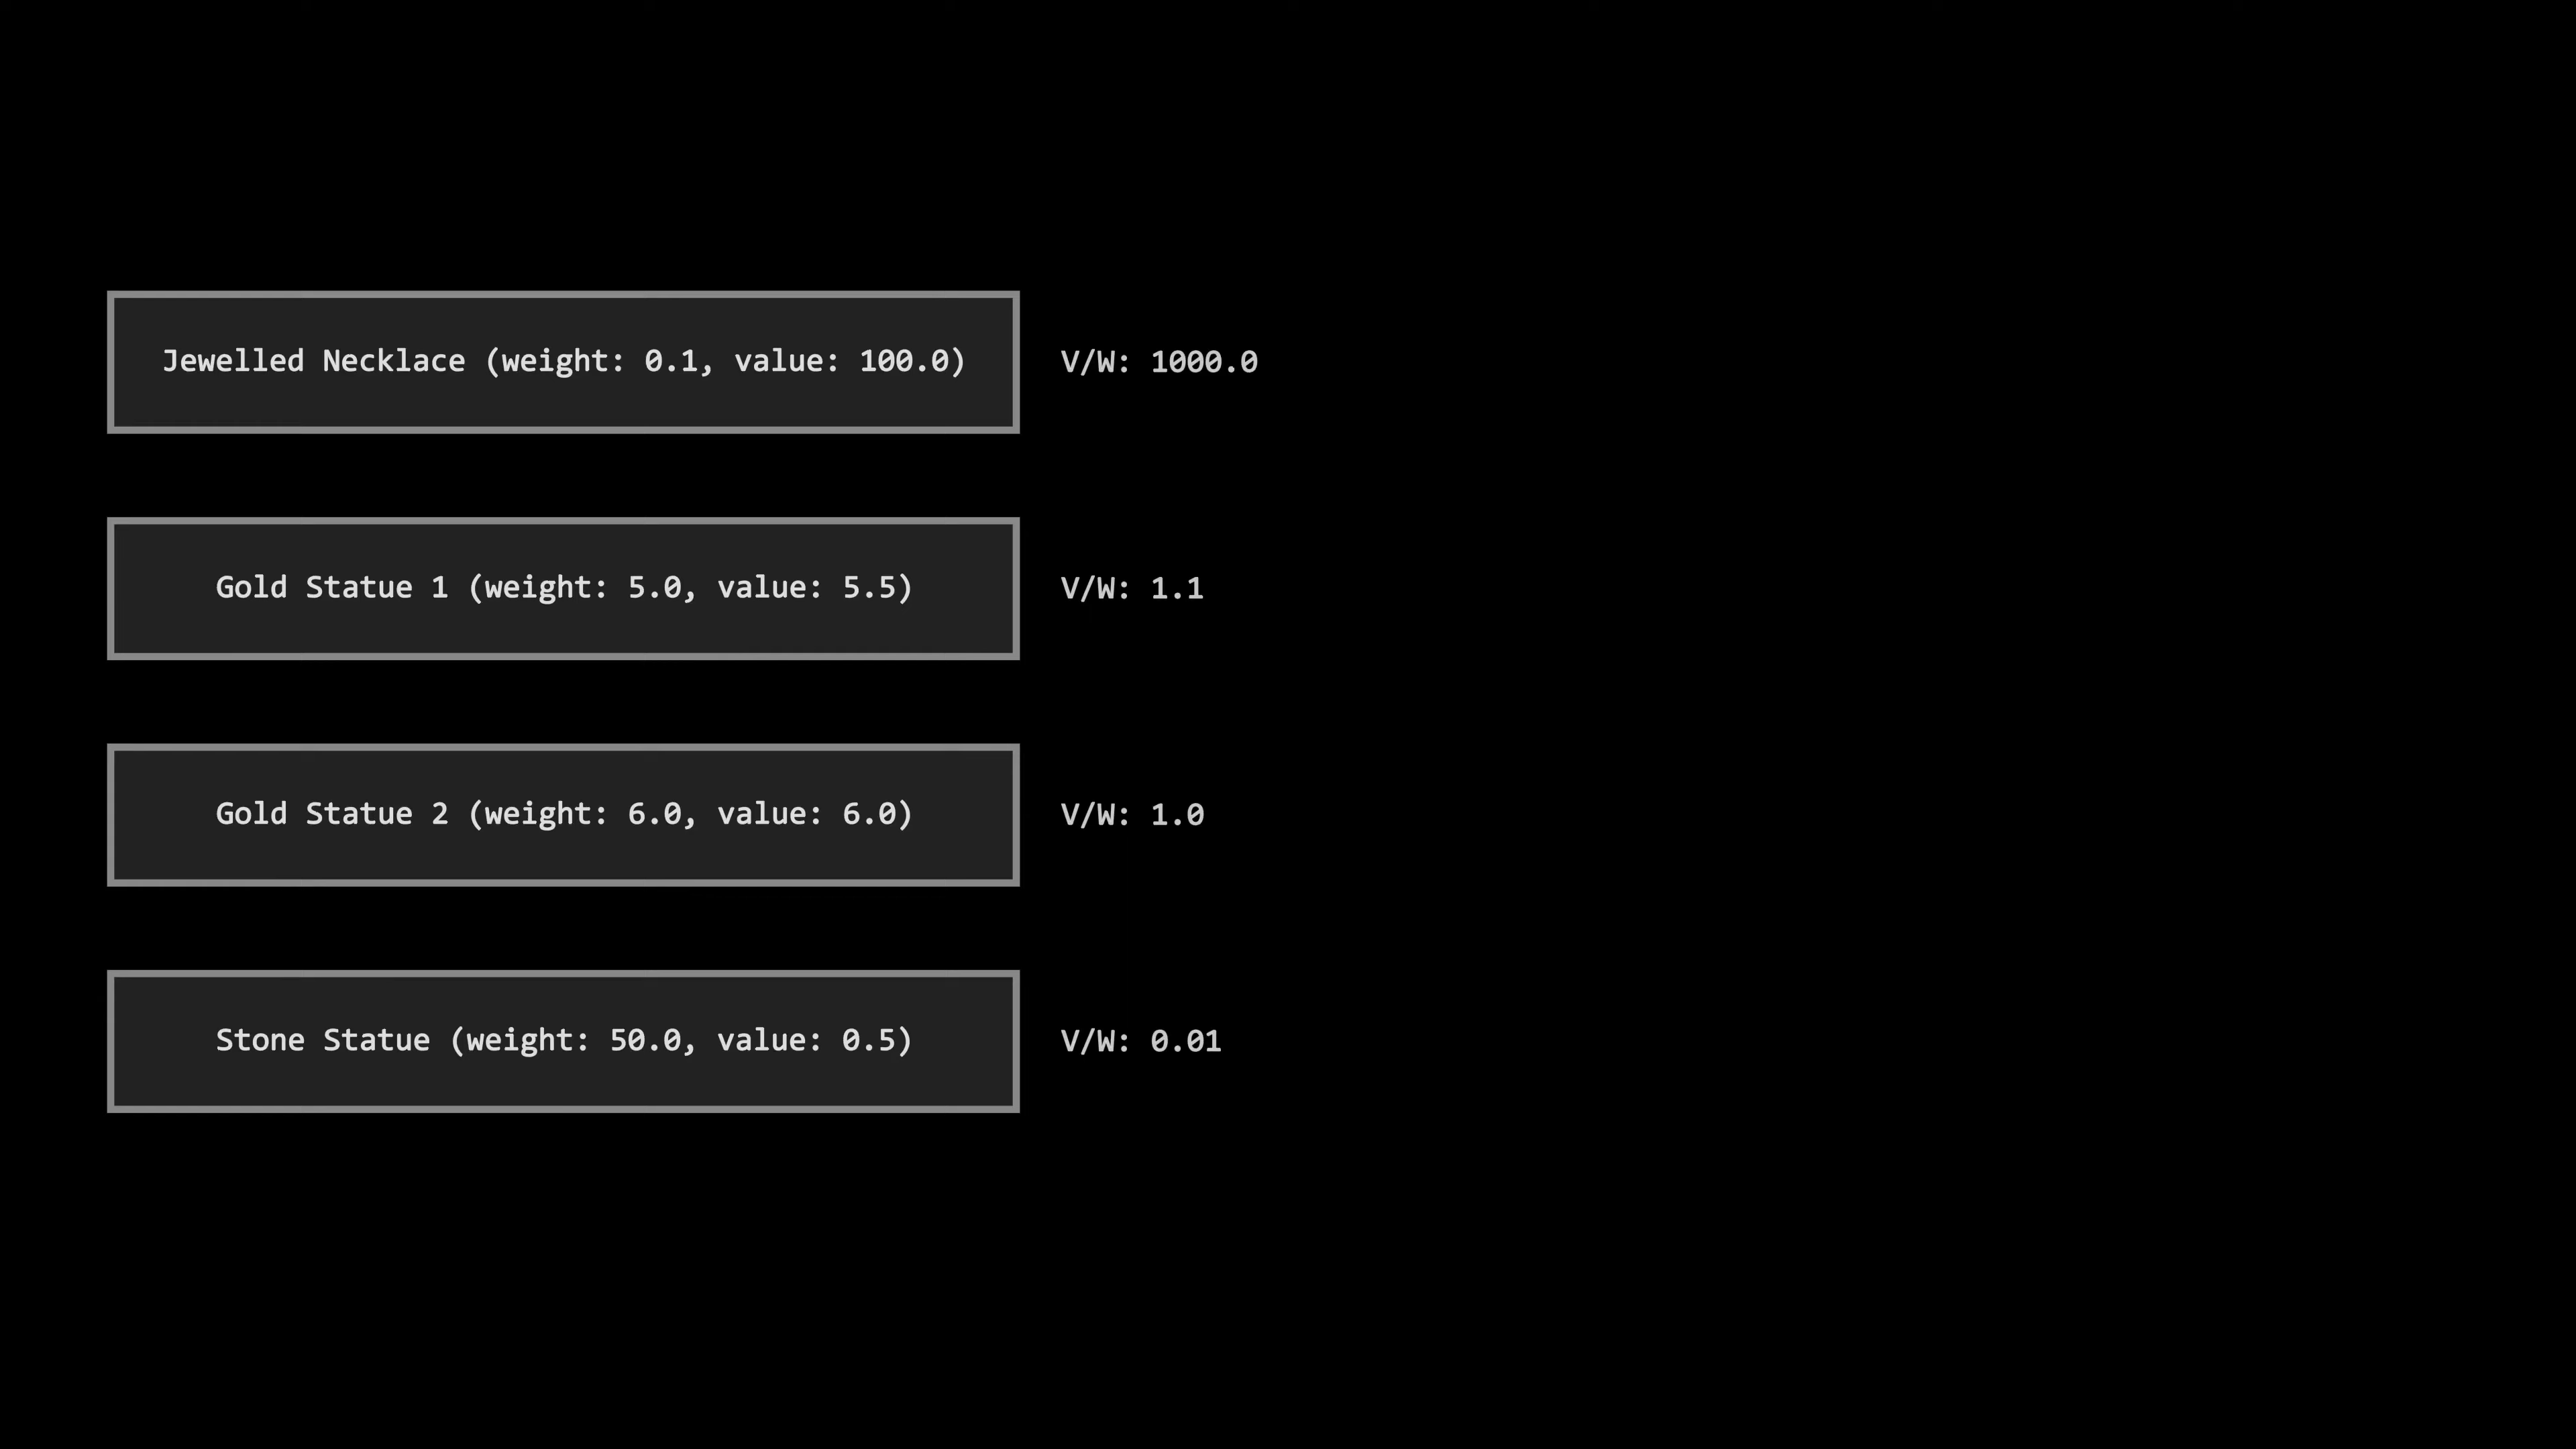 Jewelled Necklace (weight: 0.1, value: 100.0) V/W: 1000.0
Gold Statue 1 (weight: 5.0, value: 5.5) V/W: 1.1
Gold Statue 2 (weight: 6.0, value: 6.0) V/W: 1.0
Stone Statue (weight: 50.0, value: 0.5) V/W: 0.01